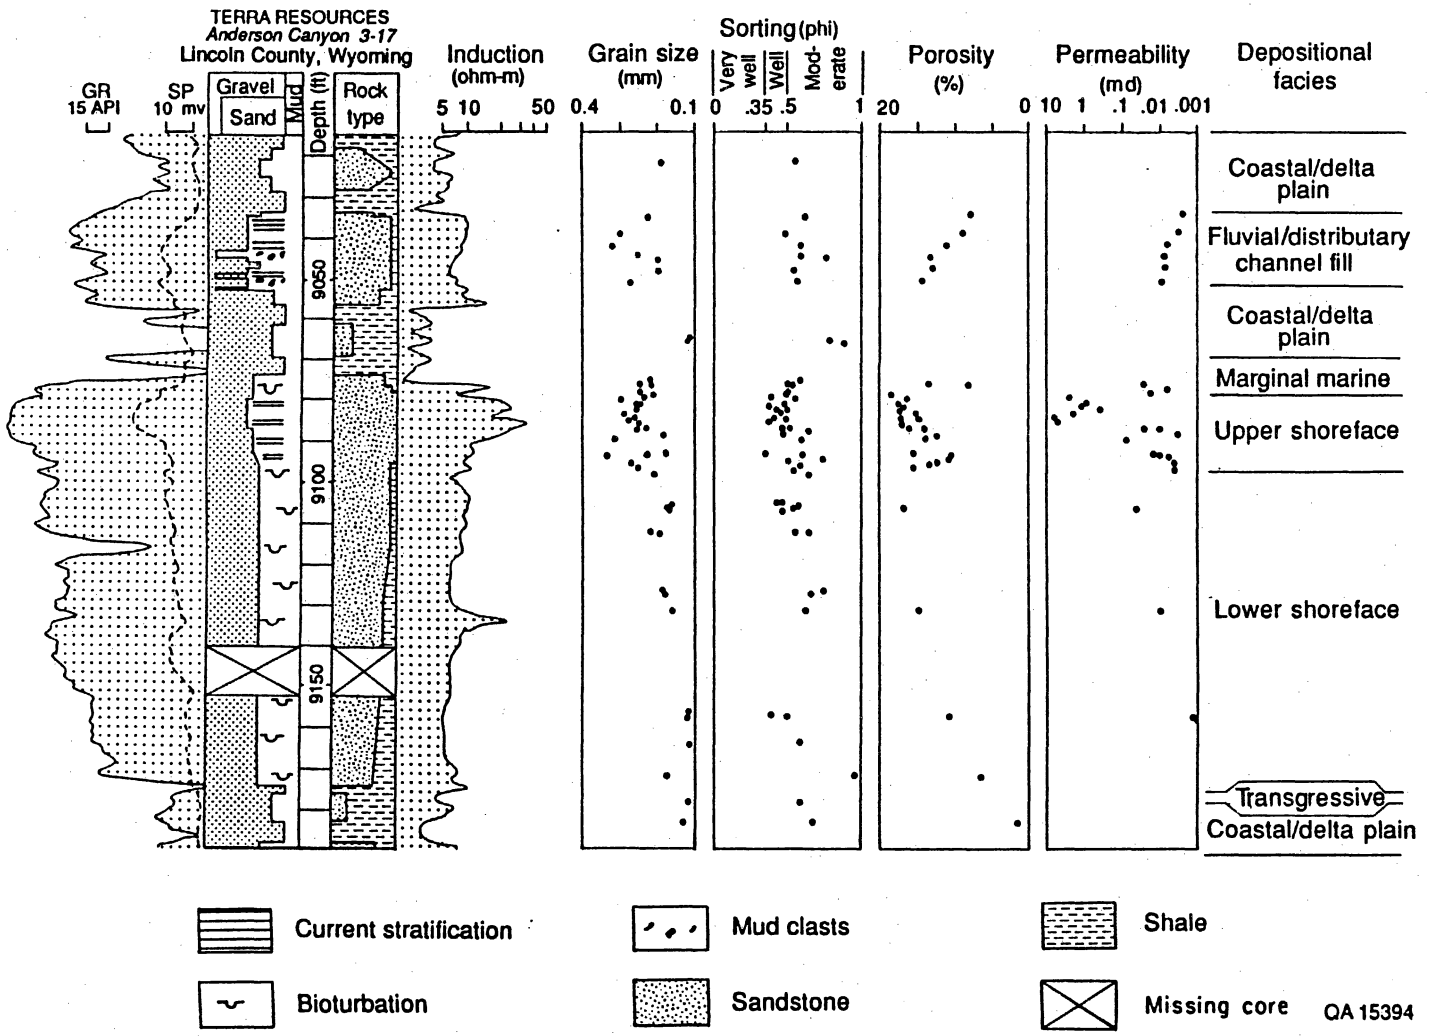 TERRA RESOURCES
Anderson Canyon 3-17
Lincoln County, Wyoming
GR
15 API
SP
10 mv
Gravel
Sand
Mud
Depth (ft)
Rock
type
Induction
(ohm-m)
5 10 50
Grain size
(mm)
0.4 0.1
Sorting (phi)
Very
well
Well
Mod-
erate
0 .35 .5 1
Porosity
(%)
20 0
Permeability
(md)
10 1 .1 .01 .001
Depositional
facies
9050
9100
9150
Coastal/delta
plain
Fluvial/distributary
channel fill
Coastal/delta
plain
Marginal marine
Upper shoreface
Lower shoreface
Transgressive
Coastal/delta plain
Current stratification
Mud clasts
Shale
Bioturbation
Sandstone
Missing core
QA 15394